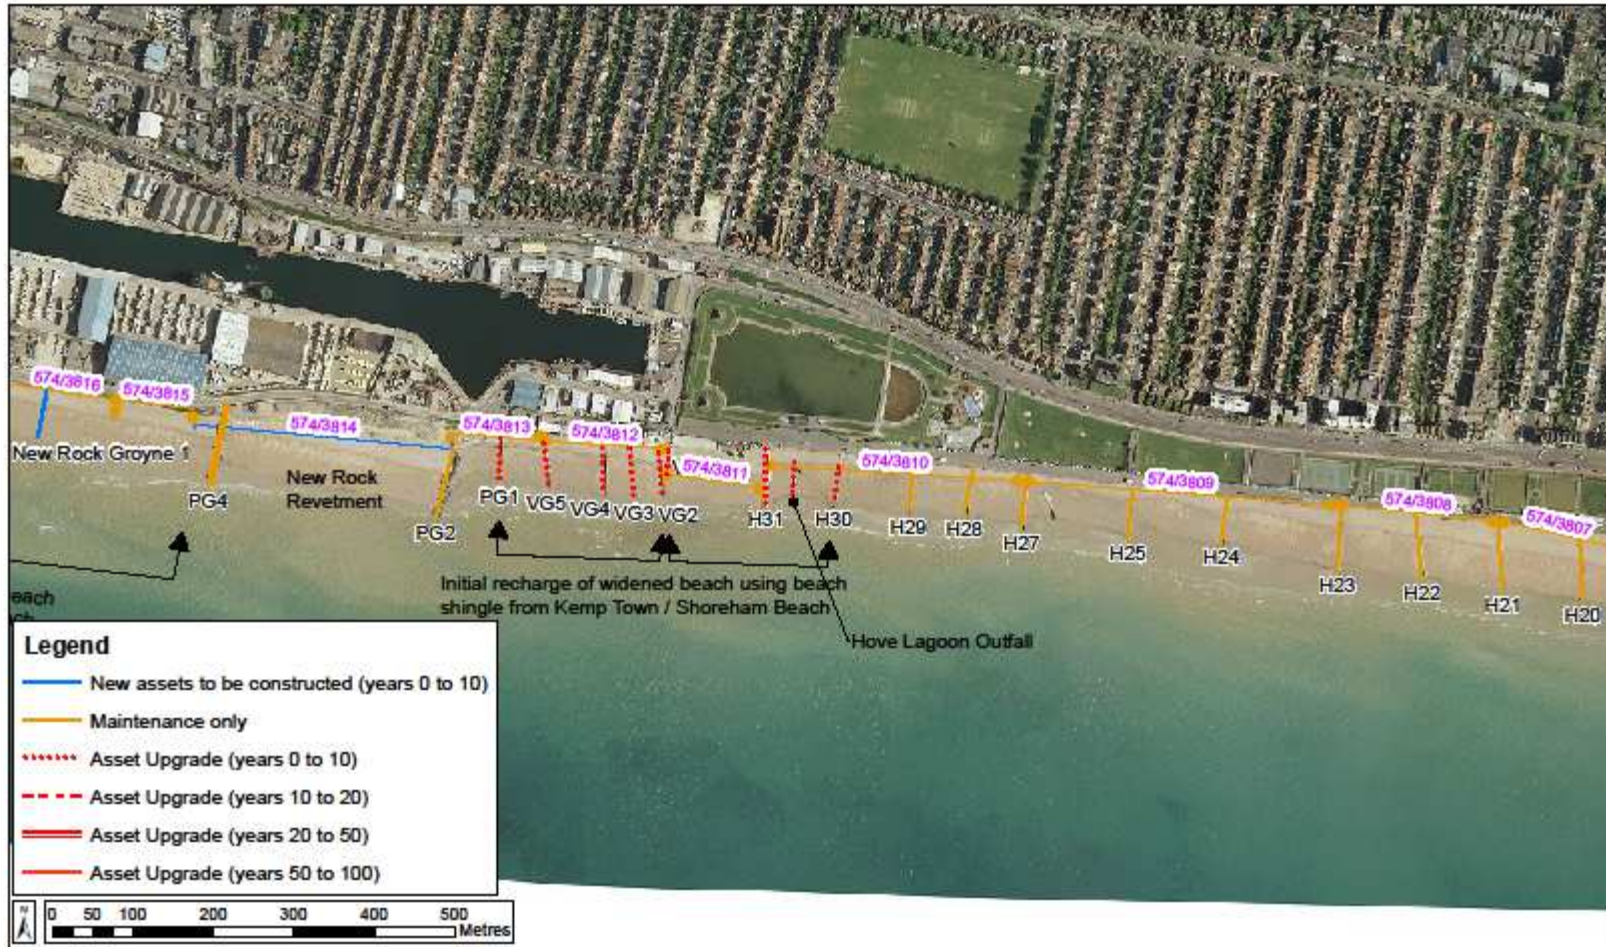 574/3816
574/3815
574/3814
574/3813
574/3812
574/3811
574/3810
574/3809
574/3808
574/3807
New Rock Groyne 1
PG4
New Rock
Revetment
PG2
PG1
VG5
VG4
VG3
VG2
H31
H30
H29
H28
H27
H25
H24
H23
H22
H21
H20
Initial recharge of widened beach using beach
shingle from Kemp Town / Shoreham Beach
Hove Lagoon Outfall
Legend
New assets to be constructed (years 0 to 10)
Maintenance only
Asset Upgrade (years 0 to 10)
Asset Upgrade (years 10 to 20)
Asset Upgrade (years 20 to 50)
Asset Upgrade (years 50 to 100)
N
0 50 100 200 300 400 500
Metres